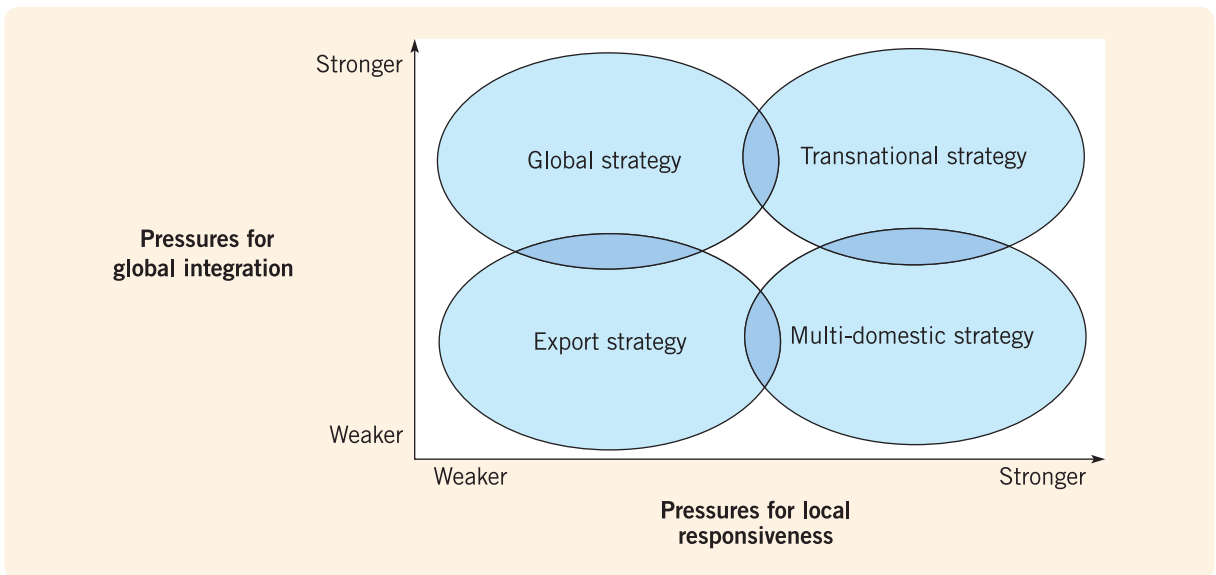 Stronger
Global strategy
Transnational strategy
Pressures for
global integration
Export strategy
Multi-domestic strategy
Weaker
Weaker
Stronger
Pressures for local
responsiveness